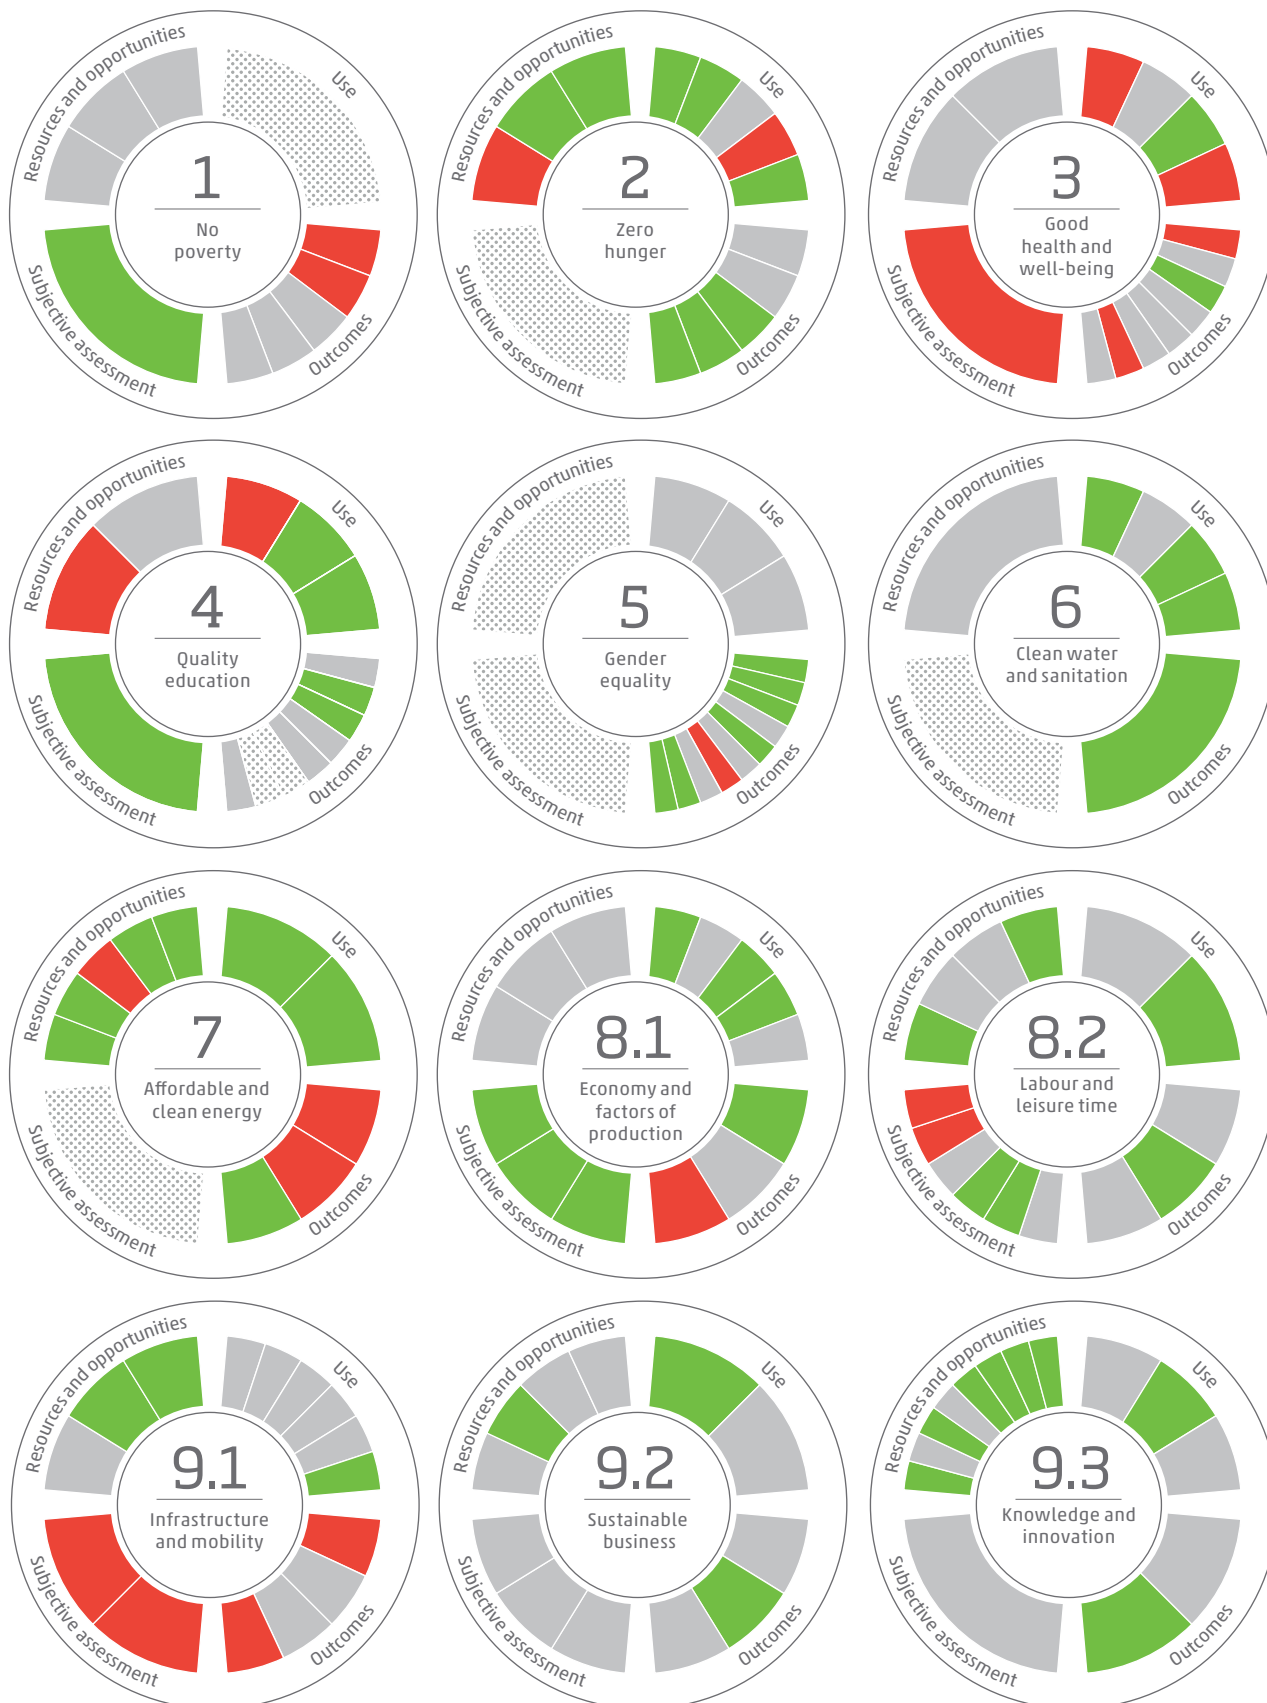 Resources and opportunities
Use
1
No
poverty
Subjective assessment
Outcomes
Resources and opportunities
Use
2
Zero
hunger
Subjective assessment
Outcomes
Resources and opportunities
Use
3
Good
health and
well-being
Subjective assessment
Outcomes
Resources and opportunities
Use
4
Quality
education
Subjective assessment
Outcomes
Resources and opportunities
Use
5
Gender
equality
Subjective assessment
Outcomes
Resources and opportunities
Use
6
Clean water
and sanitation
Subjective assessment
Outcomes
Resources and opportunities
Use
7
Affordable and
clean energy
Subjective assessment
Outcomes
Resources and opportunities
Use
8.1
Economy and
factors of
production
Subjective assessment
Outcomes
Resources and opportunities
Use
8.2
Labour and
leisure time
Subjective assessment
Outcomes
Resources and opportunities
Use
9.1
Infrastructure
and mobility
Subjective assessment
Outcomes
Resources and opportunities
Use
9.2
Sustainable
business
Subjective assessment
Outcomes
Resources and opportunities
Use
9.3
Knowledge and
innovation
Subjective assessment
Outcomes